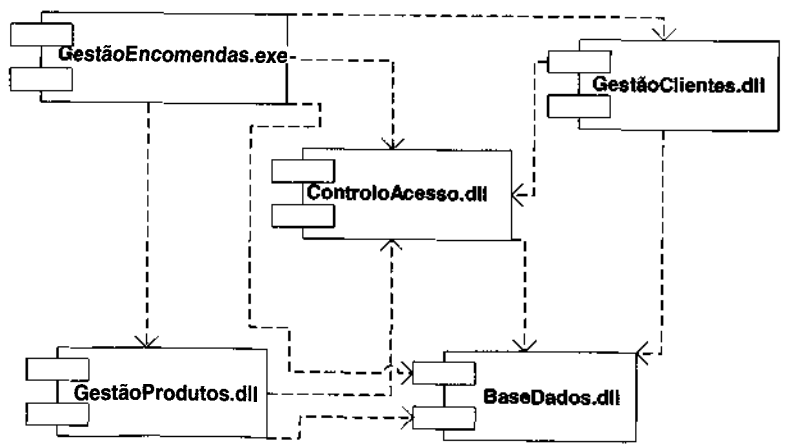 GestãoEncomendas.exe
GestãoClientes.dll
ControloAcesso.dll
GestãoProdutos.dll
BaseDados.dll